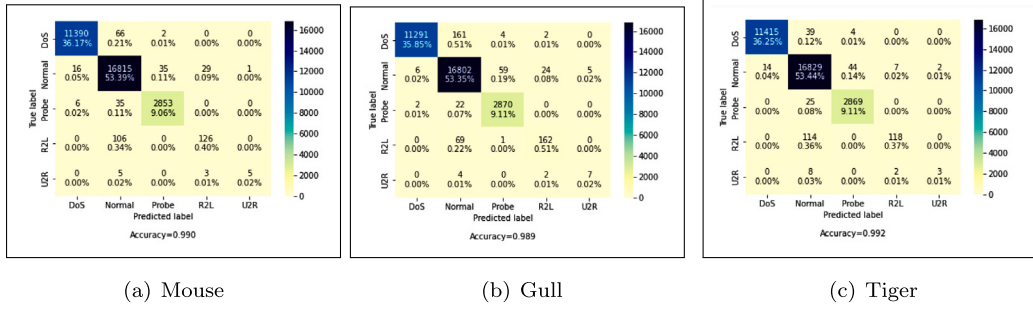 True label
DoS
Normal
Probe
R2L
U2R
11390 66 2 0 0
36.17% 0.21% 0.01% 0.00% 0.00%
16 16815 35 29 1
0.05% 53.39% 0.11% 0.09% 0.00%
6 35 2853 0 0
0.02% 0.11% 9.06% 0.00% 0.00%
0 106 0 126 0
0.00% 0.34% 0.00% 0.40% 0.00%
0 5 0 3 5
0.00% 0.02% 0.00% 0.01% 0.02%
DoS Normal Probe R2L U2R
Predicted label
Accuracy=0.990
16000
14000
12000
10000
8000
6000
4000
2000
0
(a) Mouse
True label
DoS
Normal
Probe
R2L
U2R
11291 161 4 2 0
35.85% 0.51% 0.01% 0.01% 0.00%
6 16802 59 24 5
0.02% 53.35% 0.19% 0.08% 0.02%
2 22 2870 0 0
0.01% 0.07% 9.11% 0.00% 0.00%
0 69 1 162 0
0.00% 0.22% 0.00% 0.51% 0.00%
0 4 0 2 7
0.00% 0.01% 0.00% 0.01% 0.02%
DoS Normal Probe R2L U2R
Predicted label
Accuracy=0.989
16000
14000
12000
10000
8000
6000
4000
2000
0
(b) Gull
True label
DoS
Normal
Probe
R2L
U2R
11415 39 4 0 0
36.25% 0.12% 0.01% 0.00% 0.00%
14 16829 44 7 2
0.04% 53.44% 0.14% 0.02% 0.01%
0 25 2869 0 0
0.00% 0.08% 9.11% 0.00% 0.00%
0 114 0 118 0
0.00% 0.36% 0.00% 0.37% 0.00%
0 8 0 2 3
0.00% 0.03% 0.00% 0.01% 0.01%
DoS Normal Probe R2L U2R
Predicted label
Accuracy=0.992
16000
14000
12000
10000
8000
6000
4000
2000
0
(c) Tiger